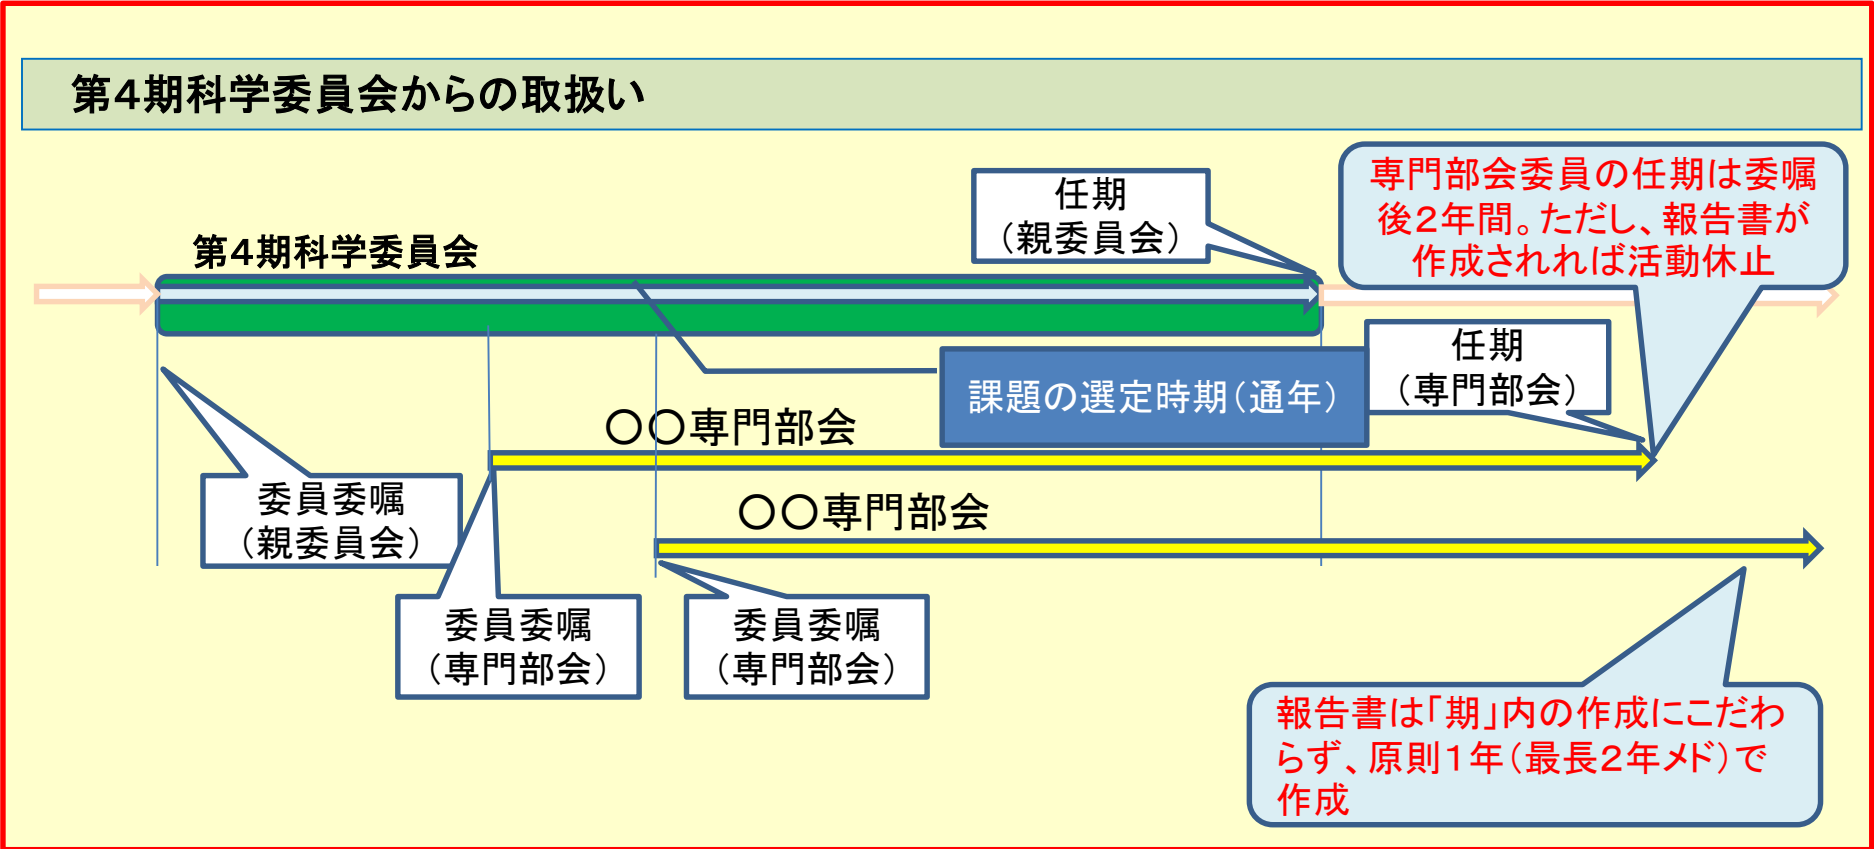 第4期科学委員会からの取扱い
任期
（親委員会）
専門部会委員の任期は委嘱
後２年間。ただし、報告書が
作成されれば活動休止
第4期科学委員会
任期
（専門部会）
課題の選定時期（通年）
〇〇専門部会
委員委嘱
（親委員会）
〇〇専門部会
委員委嘱
（専門部会）
委員委嘱
（専門部会）
報告書は「期」内の作成にこだわ
らず、原則１年（最長２年メド）で
作成